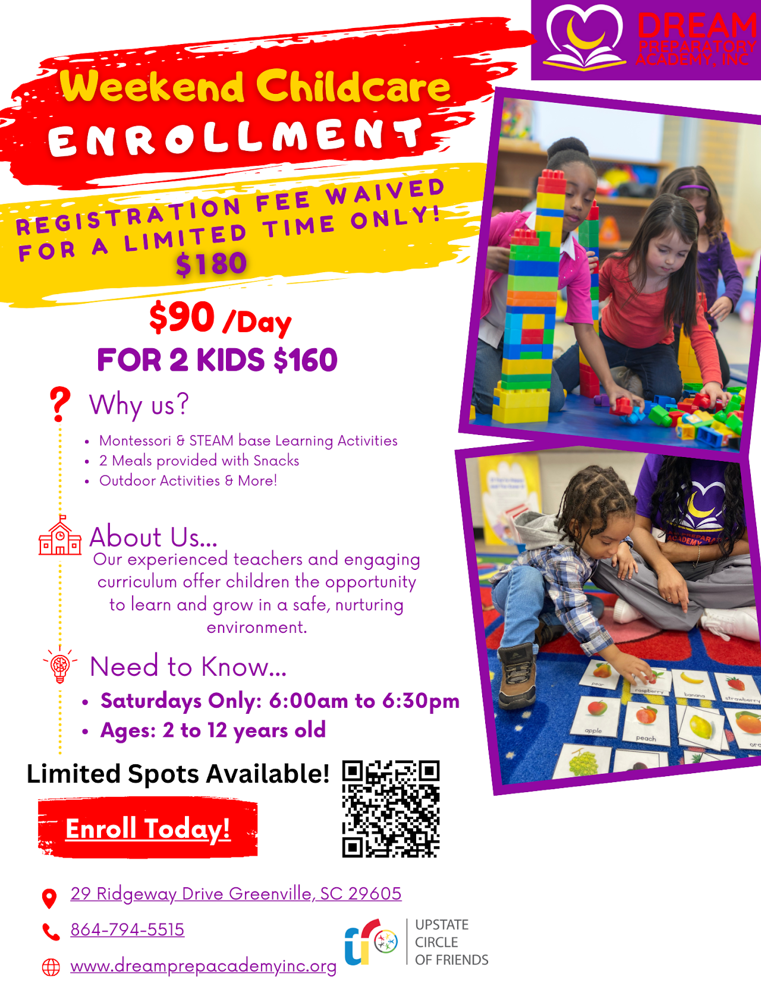 DREAM
PREPARATORY
ACADEMY, INC
Weekend Childcare
ENROLLMENT
REGISTRATION FEE WAIVED
FOR A LIMITED TIME ONLY!
$180
$90 /Day
FOR 2 KIDS $160
? Why us?
• Montessori & STEAM base Learning Activities
• 2 Meals provided with Snacks
• Outdoor Activities & More!
About Us...
Our experienced teachers and engaging
curriculum offer children the opportunity
to learn and grow in a safe, nurturing
environment.
Need to Know...
• Saturdays Only: 6:00am to 6:30pm
• Ages: 2 to 12 years old
ACADEMY
pear
raspberry
banana
strawberry
apple
peach
Limited Spots Available!
Enroll Today!
29 Ridgeway Drive Greenville, SC 29605
864-794-5515
www.dreamprepacademyinc.org
UPSTATE
CIRCLE
OF FRIENDS